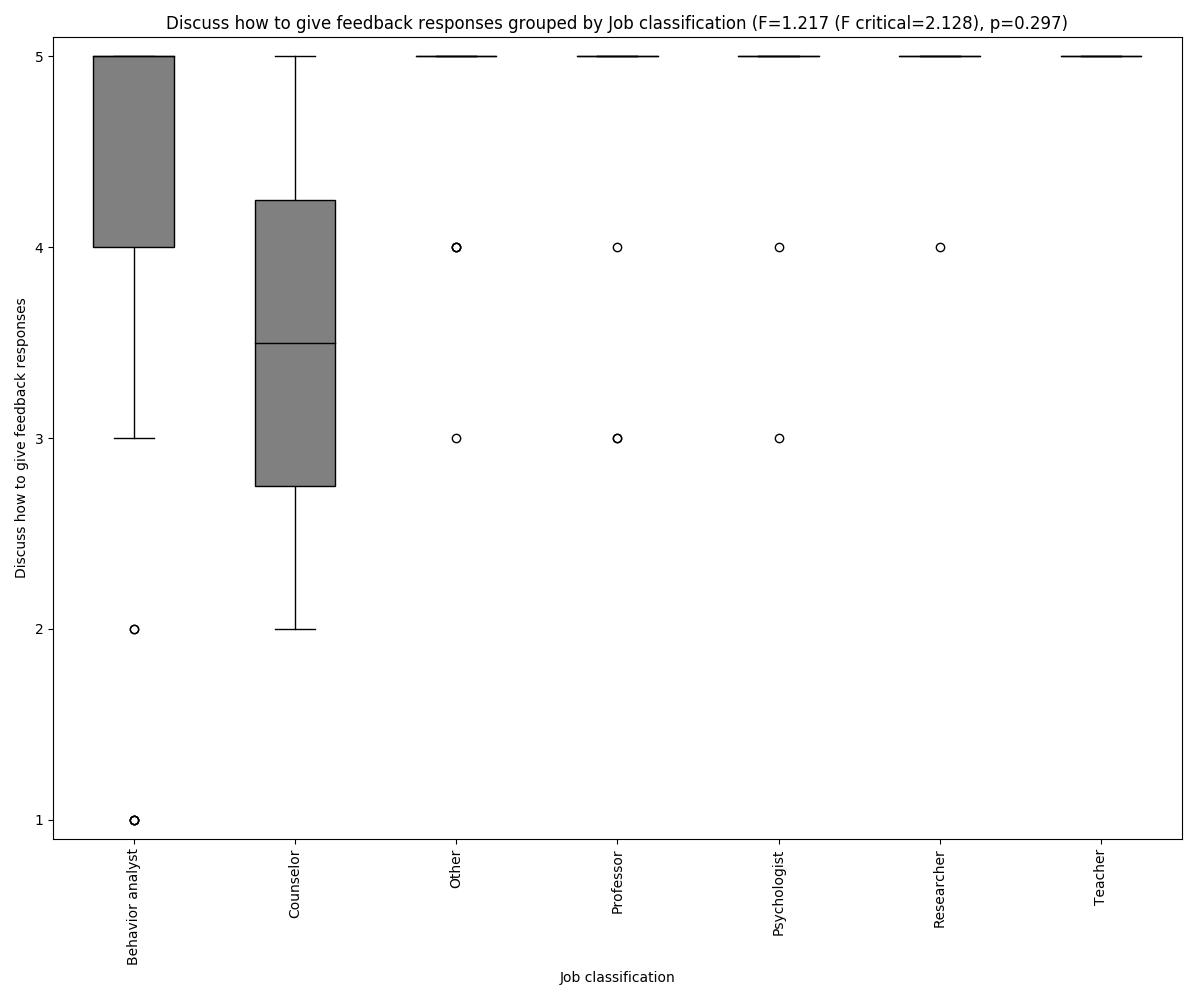 Discuss how to give feedback responses grouped by Job classification (F=1.217 (F critical=2.128), p=0.297)
Discuss how to give feedback responses
5
4
3
2
1
Behavior analyst
Counselor
Other
Professor
Psychologist
Researcher
Teacher
Job classification